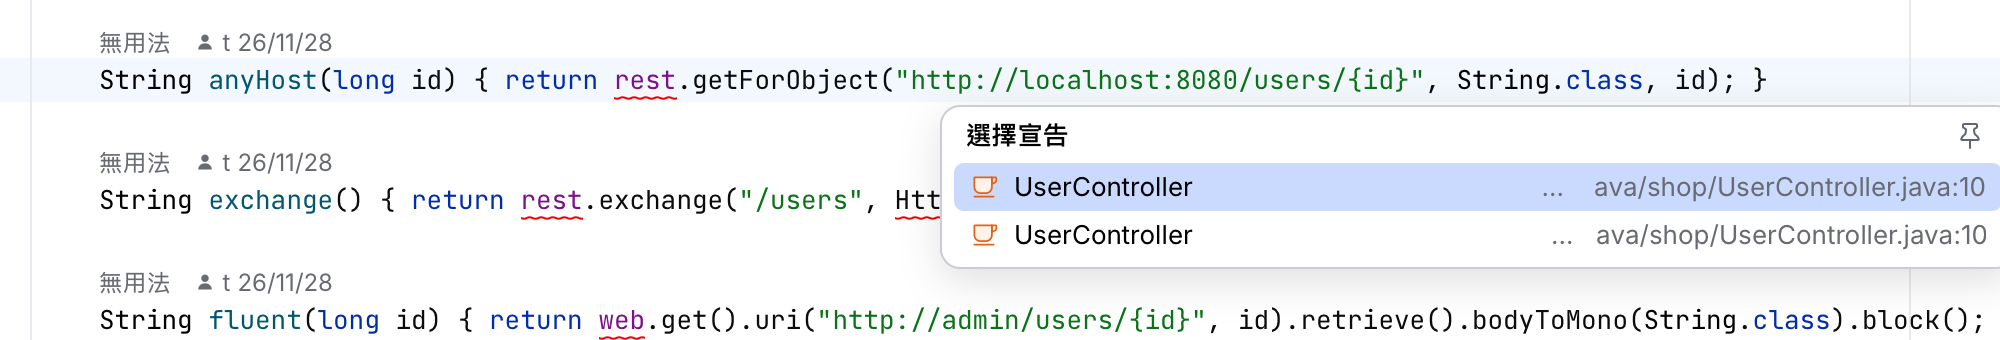 無用法 t 26/11/28
String anyHost(long id) { return rest.getForObject("http://localhost:8080/users/{id}", String.class, id); }
選擇宣告
無用法 t 26/11/28
UserController ... ava/shop/UserController.java:10
String exchange() { return rest.exchange("/users", Htt
UserController ... ava/shop/UserController.java:10
無用法 t 26/11/28
String fluent(long id) { return web.get().uri("http://admin/users/{id}", id).retrieve().bodyToMono(String.class).block();